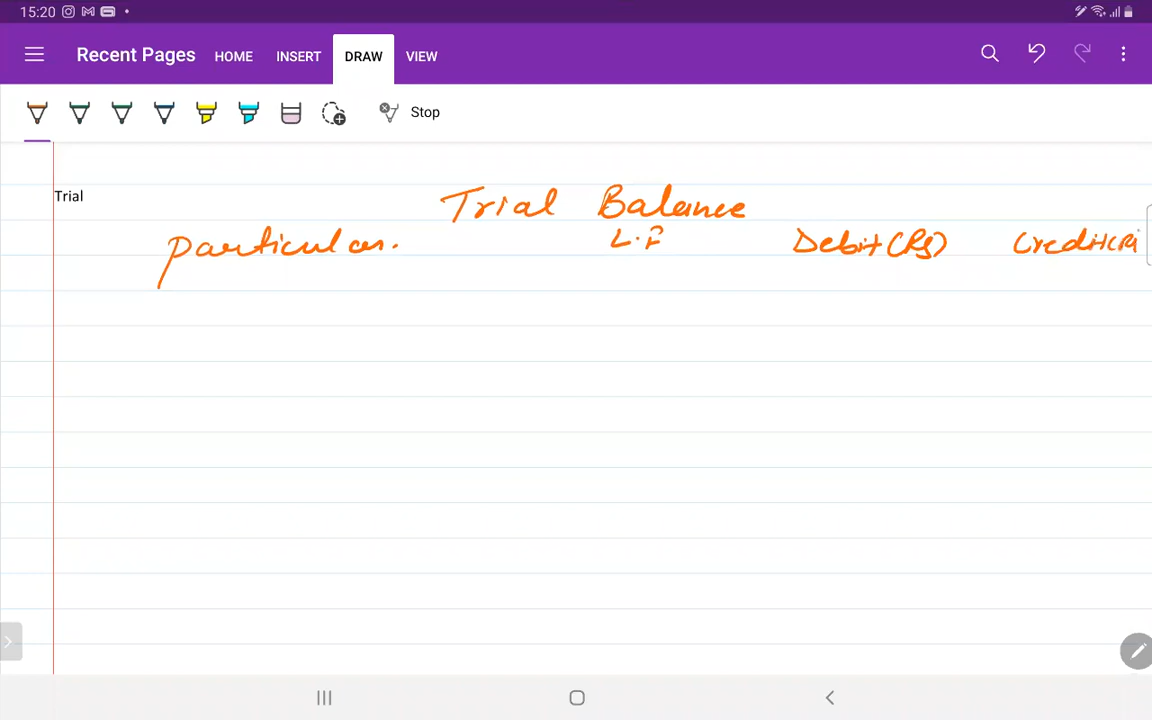 15:20
Recent Pages HOME INSERT DRAW VIEW
Stop
Trial
Trial Balance
Particulars. L.F Debit (Rs) Credit (Rs